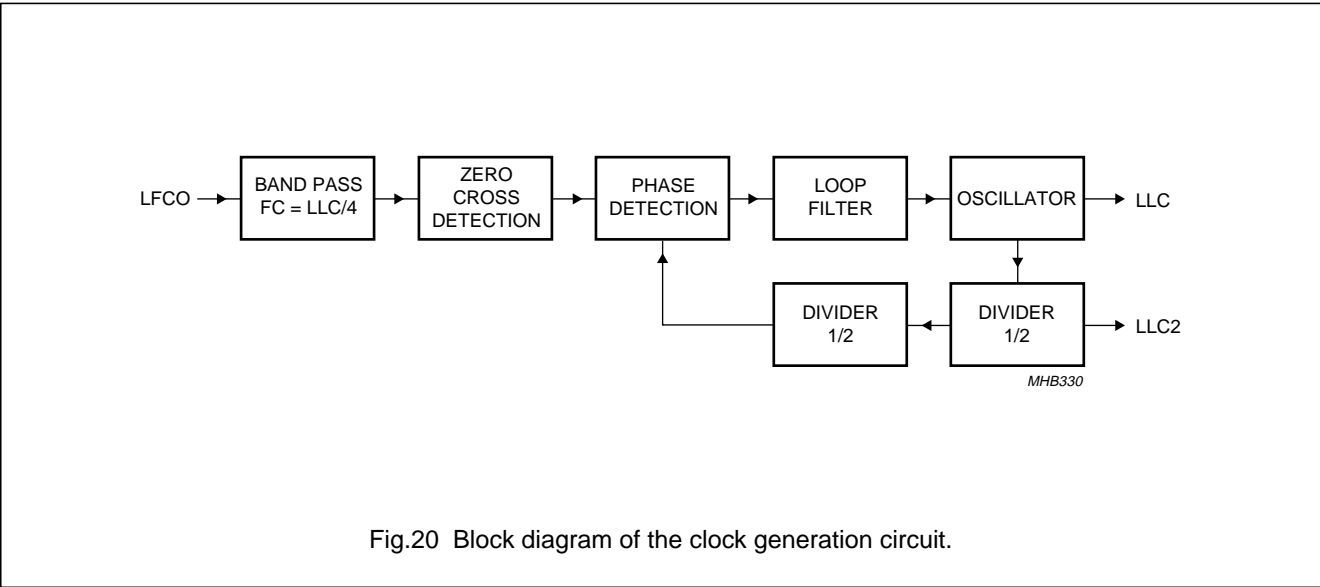 LFCO
BAND PASS
FC = LLC/4
ZERO
CROSS
DETECTION
PHASE
DETECTION
LOOP
FILTER
OSCILLATOR
LLC
DIVIDER
1/2
DIVIDER
1/2
LLC2
MHB330
Fig.20 Block diagram of the clock generation circuit.